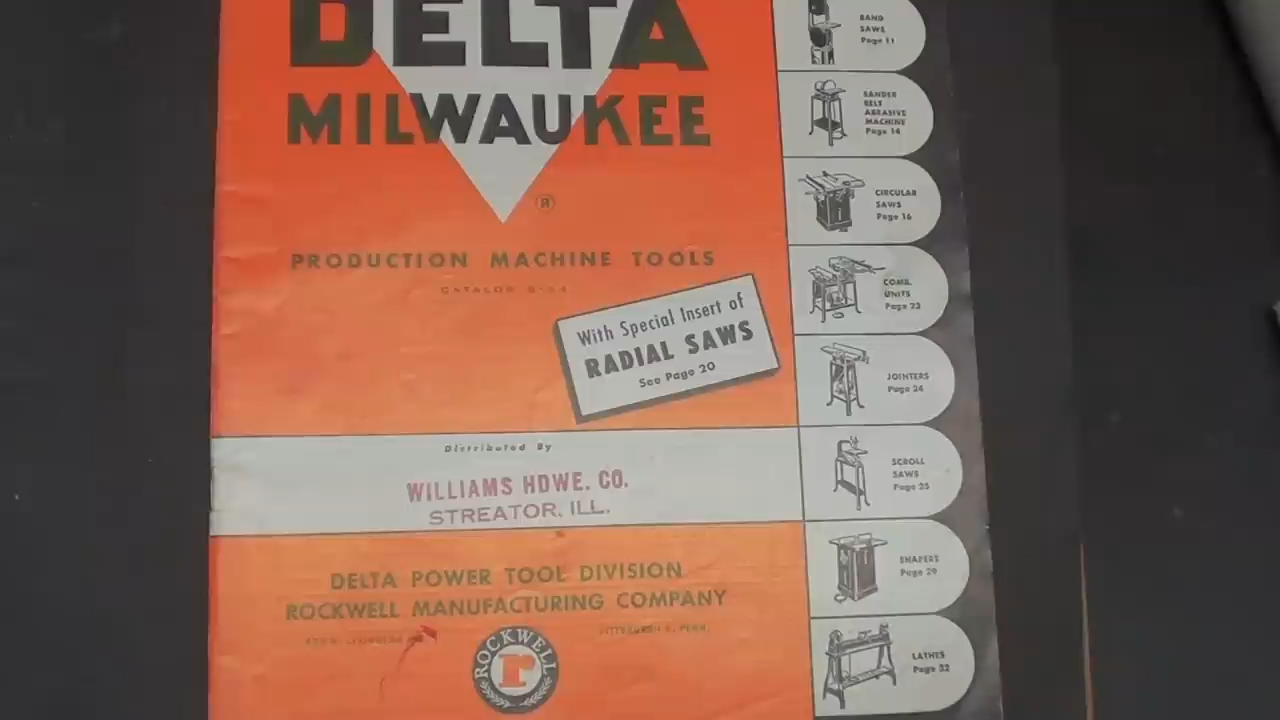 DELTA
MILWAUKEE
®
PRODUCTION MACHINE TOOLS
CATALOG
With Special Insert of
RADIAL SAWS
See Page 20
Distributed By
WILLIAMS HDWE. CO.
STREATOR, ILL.
DELTA POWER TOOL DIVISION
ROCKWELL MANUFACTURING COMPANY
PITTSBURGH PENN.
ROCKWELL
r
BAND
SAWS
Page 11
SANDER
BELT
ABRASIVE
MACHINE
Page 14
CIRCULAR
SAWS
Page 16
COMB.
UNITS
Page 23
JOINTERS
Page 24
SCROLL
SAWS
Page 25
SHAPERS
Page 29
LATHES
Page 32